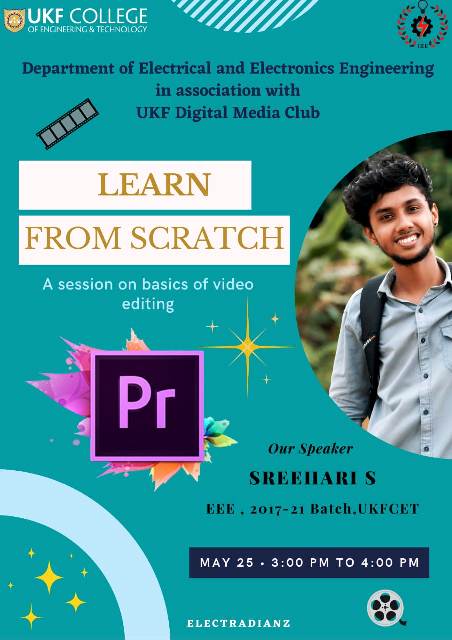 UKF COLLEGE
OF ENGINEERING & TECHNOLOGY
Department of Electrical and Electronics Engineering
in association with
UKF Digital Media Club
LEARN
FROM SCRATCH
A session on basics of video
editing
Pr
Our Speaker
SREEHARI S
EEE , 2017-21 Batch,UKFCET
MAY 25 • 3:00 PM TO 4:00 PM
ELECTRADIANZ